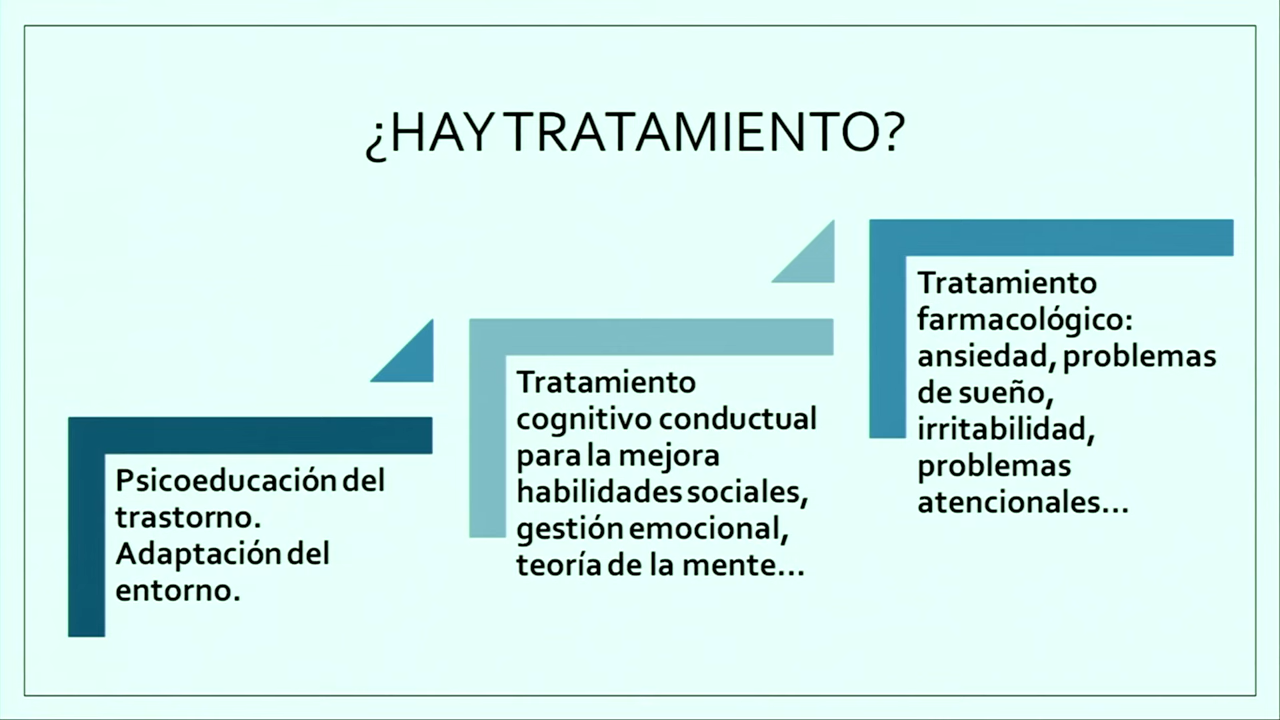 ¿HAY TRATAMIENTO?
Psicoeducación del
trastorno.
Adaptación del
entorno.
Tratamiento
cognitivo conductual
para la mejora
habilidades sociales,
gestión emocional,
teoría de la mente...
Tratamiento
farmacológico:
ansiedad, problemas
de sueño,
irritabilidad,
problemas
atencionales...